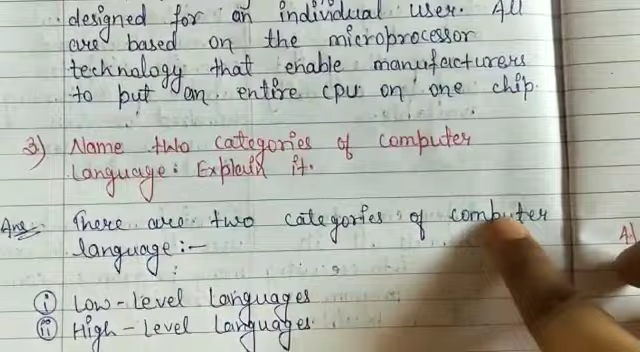 designed for an individual user. All
are based on the microprocessor
technology that enable manufacturers
to put an entire CPU on one chip.
3) Name two categories of computer
Language: Explain it.
Ans:- There are two categories of computer
language:-
i Low-Level Languages
ii High-Level Languages.
4)